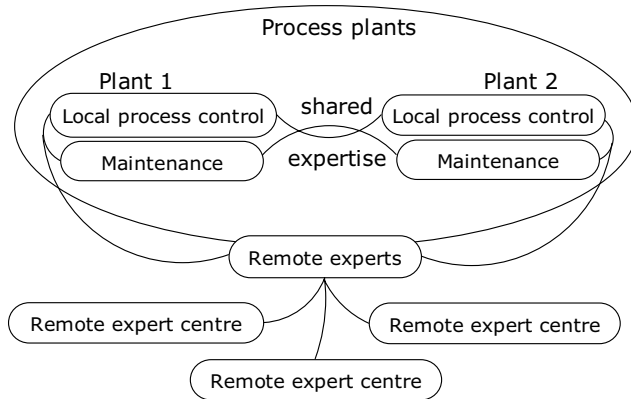 Process plants
Plant 1
Plant 2
Local process control
shared
Local process control
Maintenance
expertise
Maintenance
Remote experts
Remote expert centre
Remote expert centre
Remote expert centre